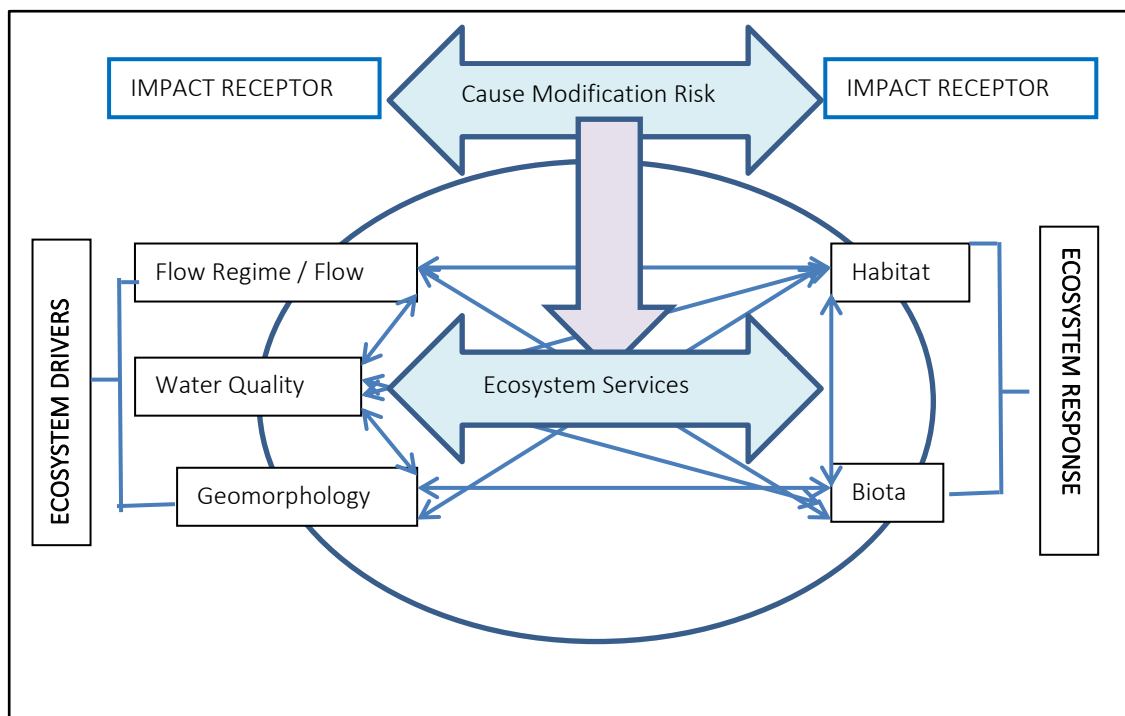 IMPACT RECEPTOR
Cause Modification Risk
IMPACT RECEPTOR
ECOSYSTEM DRIVERS
Flow Regime / Flow
Water Quality
Geomorphology
Ecosystem Services
Habitat
Biota
ECOSYSTEM RESPONSE